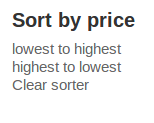 Sort by price
lowest to highest
highest to lowest
Clear sorter